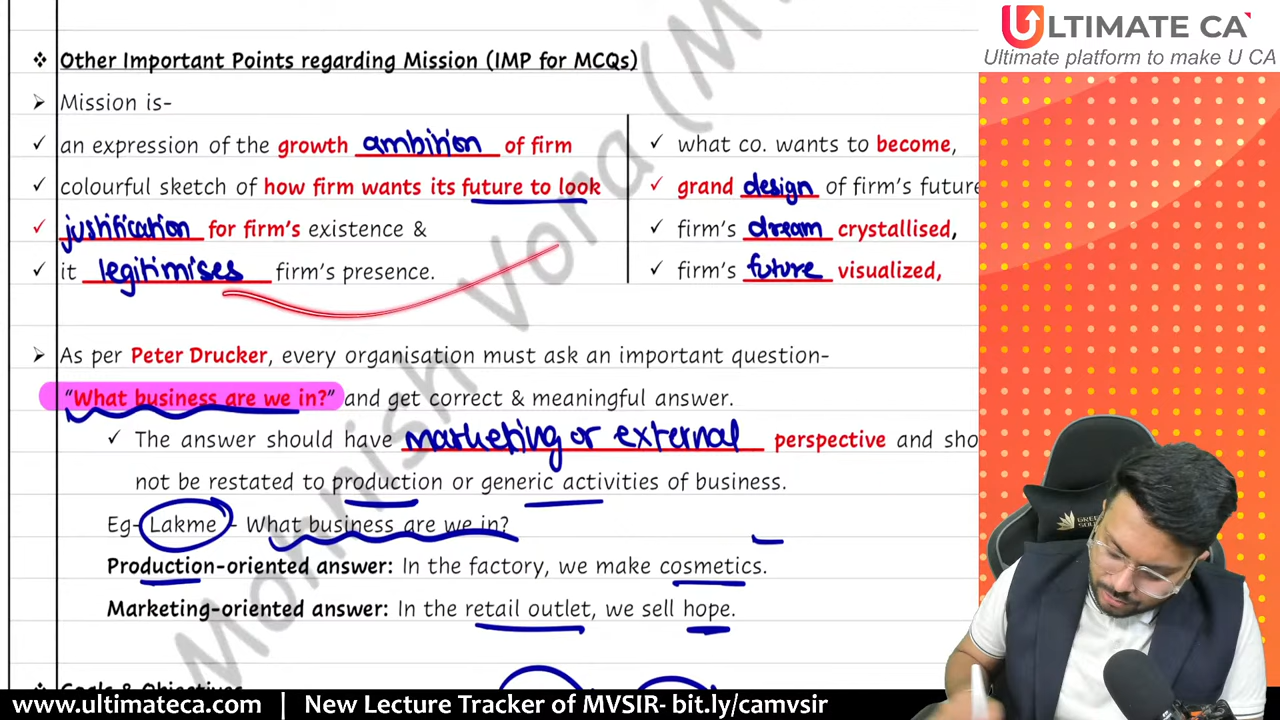 ULTIMATE CA
Ultimate platform to make U CA
❖ Other Important Points regarding Mission (IMP for MCQs)
➢ Mission is-
✓ an expression of the growth ambition of firm
✓ colourful sketch of how firm wants its future to look
✓ justification for firm's existence &
✓ it legitimises firm's presence.
✓ what co. wants to become,
✓ grand design of firm's future
✓ firm's dream crystallised,
✓ firm's future visualized,
➢ As per Peter Drucker, every organisation must ask an important question-
"What business are we in?" and get correct & meaningful answer.
✓ The answer should have marketing or external perspective and sho
not be restated to production or generic activities of business.
Eg- Lakme - What business are we in?
Production-oriented answer: In the factory, we make cosmetics.
Marketing-oriented answer: In the retail outlet, we sell hope.
❖ Goals & Objectives
Mohnish Vora (M
www.ultimateca.com | New Lecture Tracker of MVSIR- bit.ly/camvsir